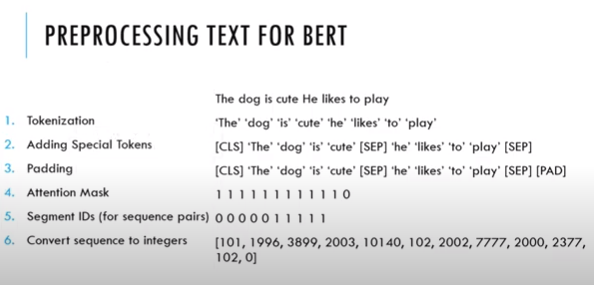 PREPROCESSING TEXT FOR BERT
The dog is cute He likes to play
1. Tokenization 'The' 'dog' 'is' 'cute' 'he' 'likes' 'to' 'play'
2. Adding Special Tokens [CLS] 'The' 'dog' 'is' 'cute' [SEP] 'he' 'likes' 'to' 'play' [SEP]
3. Padding [CLS] 'The' 'dog' 'is' 'cute' [SEP] 'he' 'likes' 'to' 'play' [SEP] [PAD]
4. Attention Mask 1 1 1 1 1 1 1 1 1 1 1 0
5. Segment IDs (for sequence pairs) 0 0 0 0 0 1 1 1 1 1
6. Convert sequence to integers [101, 1996, 3899, 2003, 10140, 102, 2002, 7777, 2000, 2377,
102, 0]